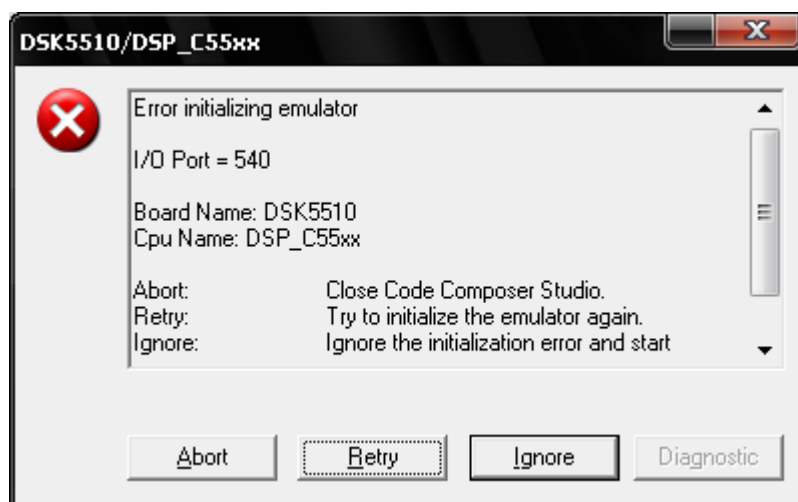 DSK5510/DSP_C55xx
Error initializing emulator
I/O Port = 540
Board Name: DSK5510
Cpu Name: DSP_C55xx
Abort: Close Code Composer Studio.
Retry: Try to initialize the emulator again.
Ignore: Ignore the initialization error and start
Abort Retry Ignore Diagnostic